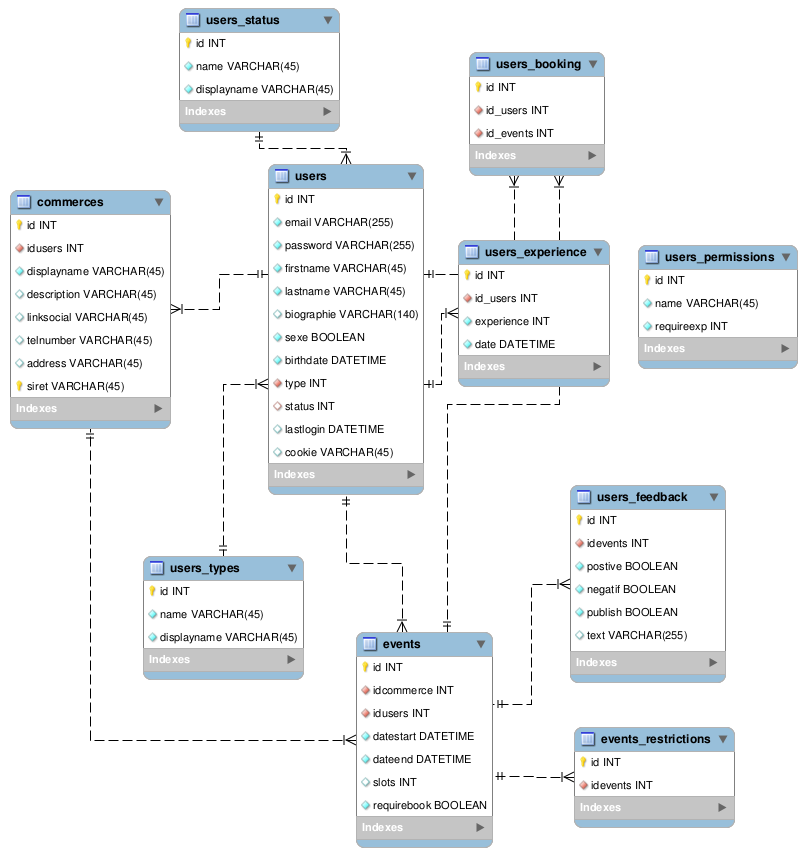 users_status
id INT
name VARCHAR(45)
displayname VARCHAR(45)
Indexes
users_booking
id INT
id_users INT
id_events INT
Indexes
users
id INT
email VARCHAR(255)
password VARCHAR(255)
firstname VARCHAR(45)
lastname VARCHAR(45)
biographie VARCHAR(140)
sexe BOOLEAN
birthdate DATETIME
type INT
status INT
lastlogin DATETIME
cookie VARCHAR(45)
Indexes
commerces
id INT
idusers INT
displayname VARCHAR(45)
description VARCHAR(45)
linksocial VARCHAR(45)
telnumber VARCHAR(45)
address VARCHAR(45)
siret VARCHAR(45)
Indexes
users_experience
id INT
id_users INT
experience INT
date DATETIME
Indexes
users_permissions
id INT
name VARCHAR(45)
requireexp INT
Indexes
users_types
id INT
name VARCHAR(45)
displayname VARCHAR(45)
Indexes
users_feedback
id INT
idevents INT
postive BOOLEAN
negatif BOOLEAN
publish BOOLEAN
text VARCHAR(255)
Indexes
events
id INT
idcommerce INT
idusers INT
datestart DATETIME
dateend DATETIME
slots INT
requirebook BOOLEAN
Indexes
events_restrictions
id INT
idevents INT
Indexes